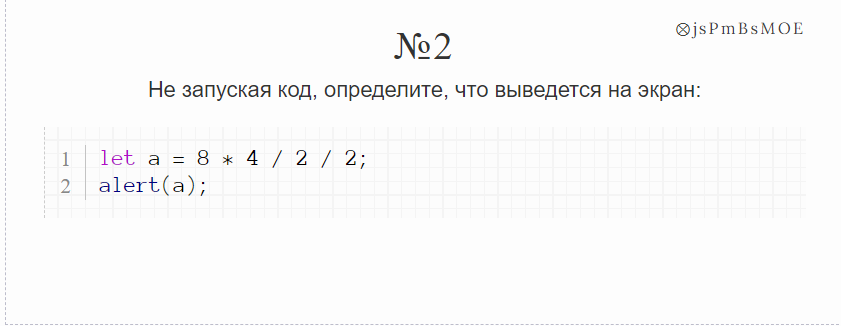 ⊗jsPmBsMOE
№2
Не запуская код, определите, что выведется на экран:
1 let a = 8 * 4 / 2 / 2;
2 alert(a);